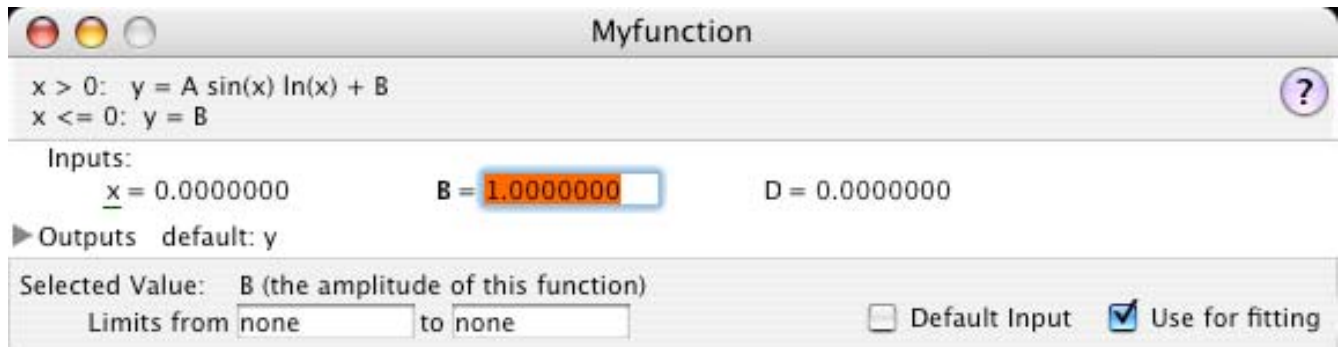 Myfunction
x > 0: y = A sin(x) ln(x) + B
x <= 0: y = B
?
Inputs:
x = 0.0000000 B = 1.0000000 D = 0.0000000
Outputs default: y
Selected Value: B (the amplitude of this function)
Limits from none to none Default Input Use for fitting